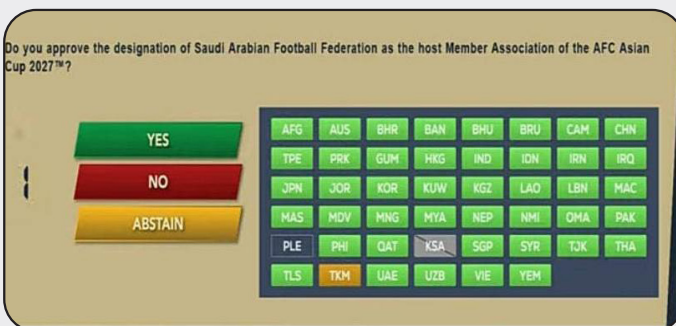 Do you approve the designation of Saudi Arabian Football Federation as the host Member Association of the AFC Asian
Cup 2027™?
YES
NO
ABSTAIN
AFG AUS BHR BAN BHU BRU CAM CHN
TPE PRK GUM HKG IND IDN IRN IRQ
JPN JOR KOR KUW KGZ LAO LBN MAC
MAS MDV MNG MYA NEP NMI OMA PAK
PLE PHI QAT KSA SGP SYR TJK THA
TLS TKM UAE UZB VIE YEM